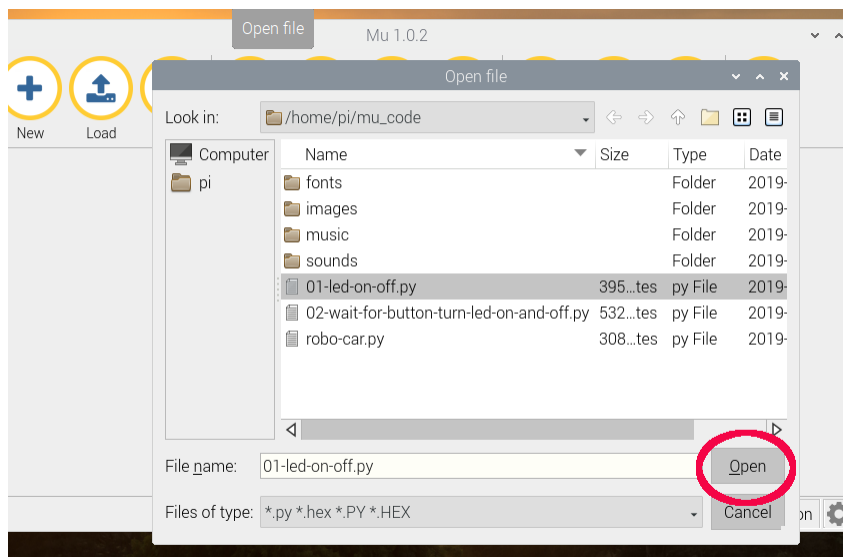 Open file
Mu 1.0.2
New
Load
Open file
Look in: /home/pi/mu_code
Computer
pi
Name Size Type Date
fonts Folder 2019-
images Folder 2019-
music Folder 2019-
sounds Folder 2019-
01-led-on-off.py 395...tes py File 2019-
02-wait-for-button-turn-led-on-and-off.py 532...tes py File 2019-
robo-car.py 308...tes py File 2019-
File name: 01-led-on-off.py Open
Files of type: *.py *.hex *.PY *.HEX Cancel
on